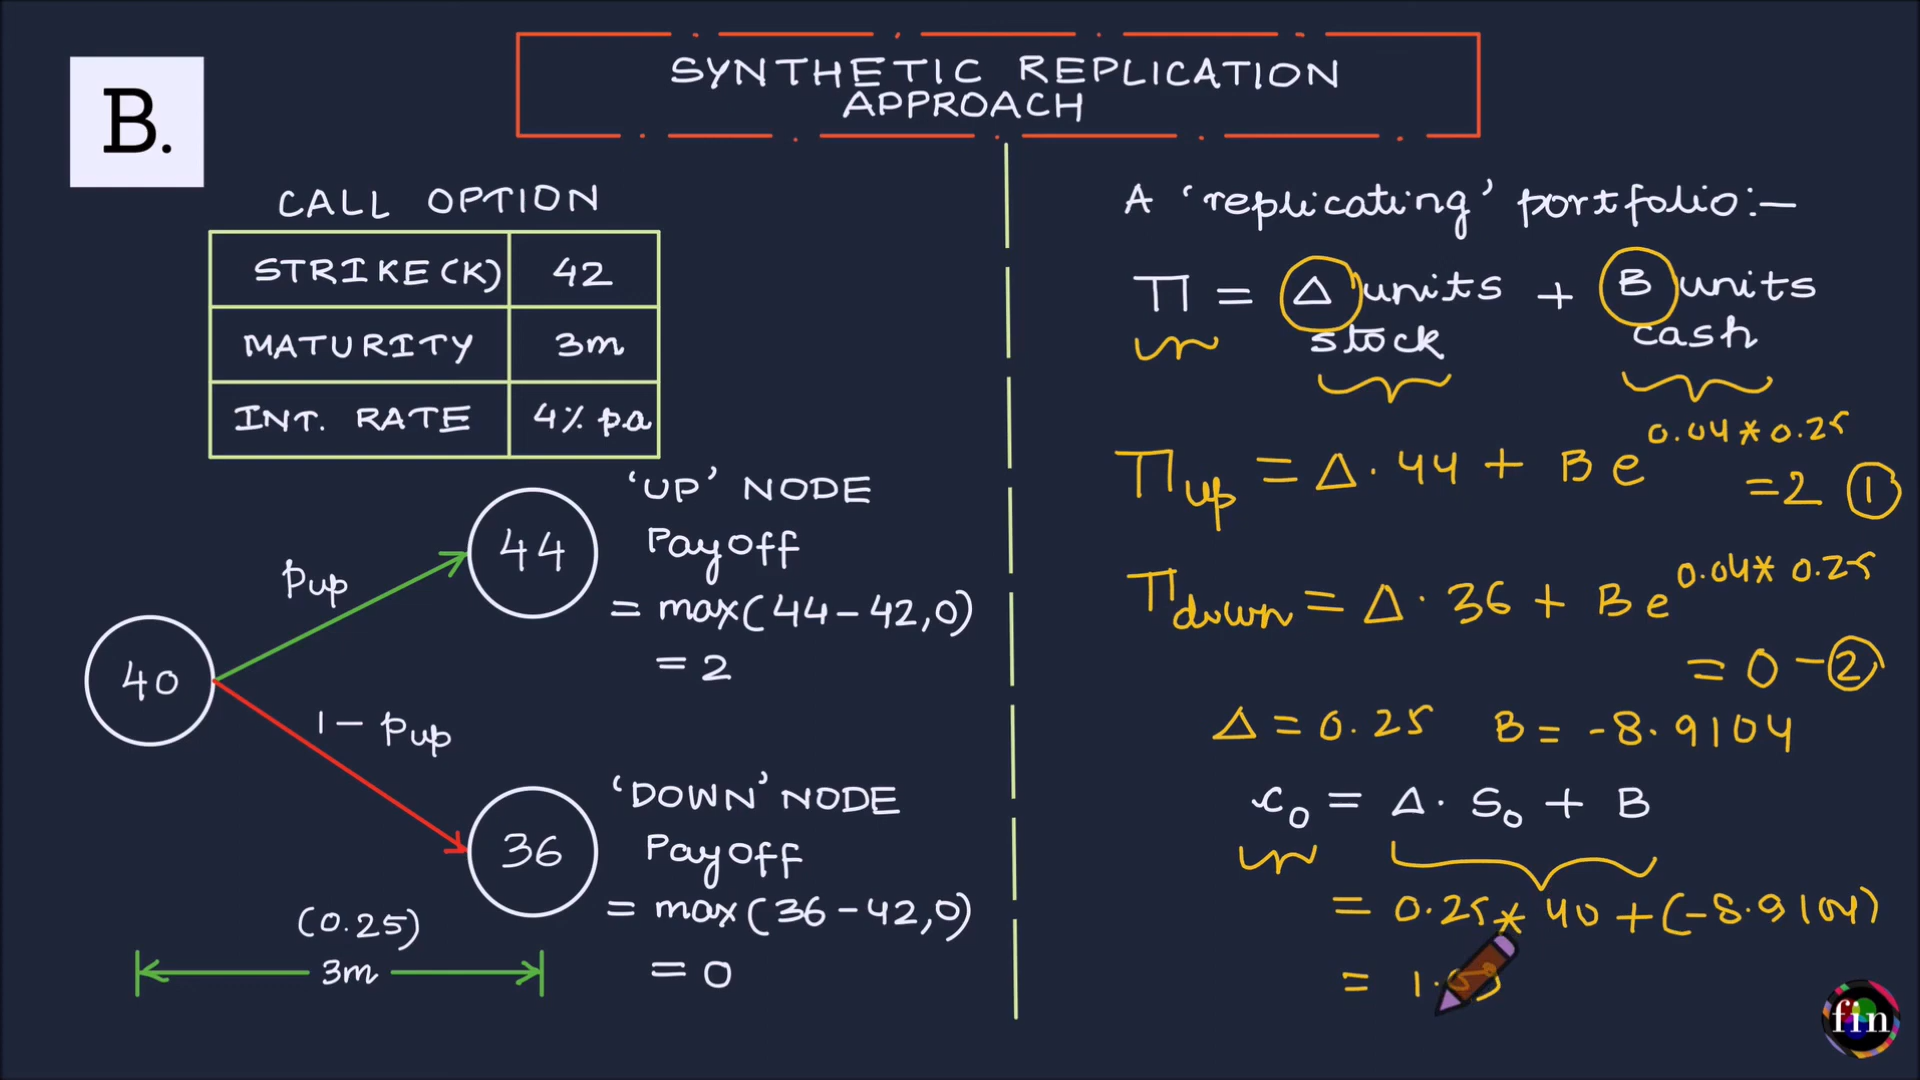 B.
SYNTHETIC REPLICATION
APPROACH
CALL OPTION
STRIKE(K) 42
MATURITY 3m
INT. RATE 4% p.a
40
Pup
1 - Pup
44
'UP' NODE
Payoff
= max(44-42,0)
= 2
36
'DOWN' NODE
Payoff
= max(36-42,0)
= 0
(0.25)
3m
A 'replicating' portfolio:-
Π = Δ units + B units
stock cash
Πup = Δ. 44 + B e^0.04*0.25
= 2 ①
Πdown = Δ. 36 + B e^0.04*0.25
= 0 - ②
Δ = 0.25 B = -8.9104
c₀ = Δ. S₀ + B
= 0.25 * 40 + (-8.9104)
= 1.
fin